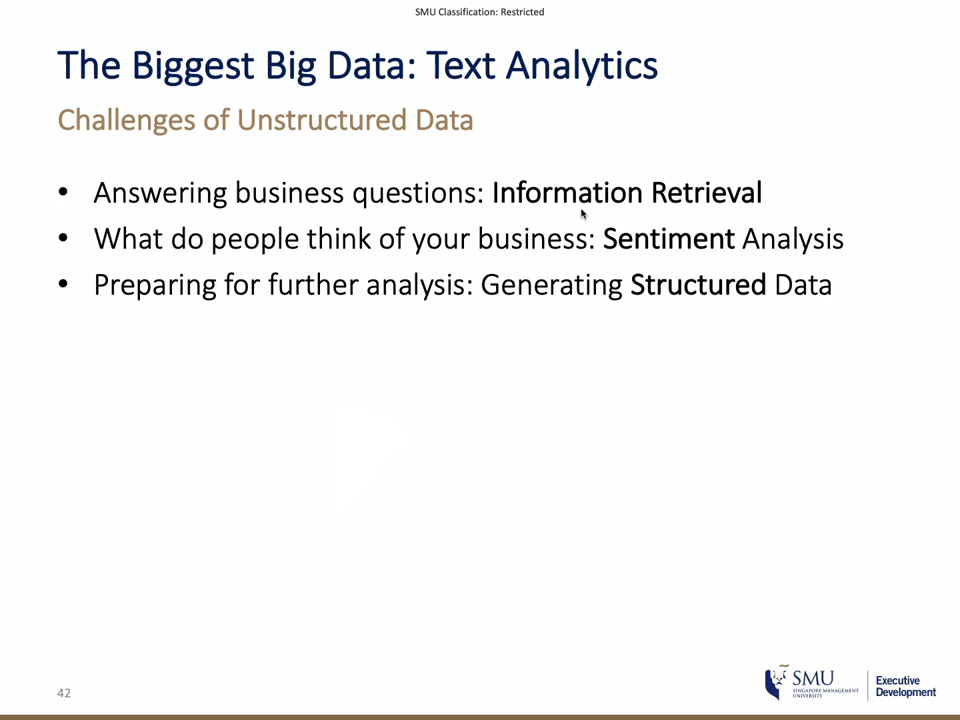 SMU Classification: Restricted
The Biggest Big Data: Text Analytics
Challenges of Unstructured Data
• Answering business questions: Information Retrieval
• What do people think of your business: Sentiment Analysis
• Preparing for further analysis: Generating Structured Data
42
SMU
SINGAPORE MANAGEMENT
UNIVERSITY
Executive
Development